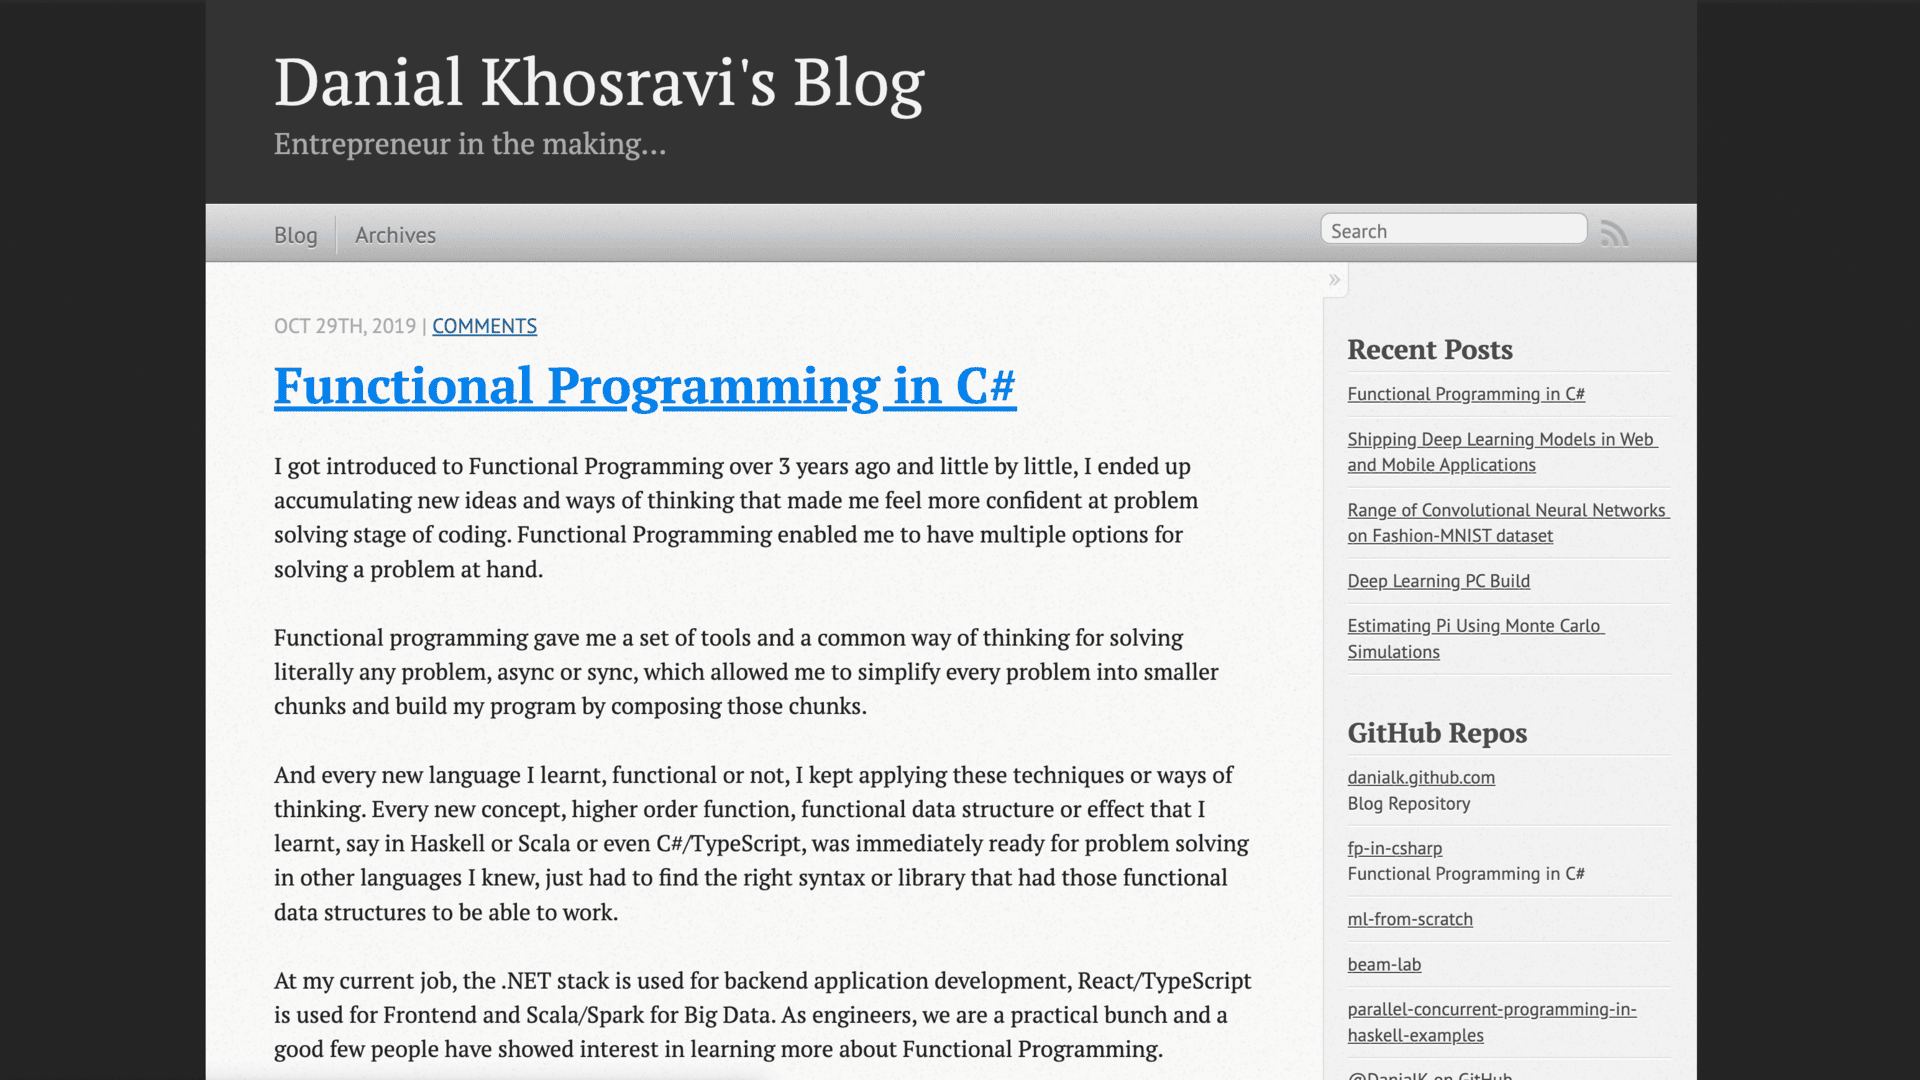 Danial Khosravi's Blog
Entrepreneur in the making...
Blog
Archives
Search
»
OCT 29TH, 2019 | COMMENTS
Functional Programming in C#
I got introduced to Functional Programming over 3 years ago and little by little, I ended up
accumulating new ideas and ways of thinking that made me feel more confident at problem
solving stage of coding. Functional Programming enabled me to have multiple options for
solving a problem at hand.
Functional programming gave me a set of tools and a common way of thinking for solving
literally any problem, async or sync, which allowed me to simplify every problem into smaller
chunks and build my program by composing those chunks.
And every new language I learnt, functional or not, I kept applying these techniques or ways of
thinking. Every new concept, higher order function, functional data structure or effect that I
learnt, say in Haskell or Scala or even C#/TypeScript, was immediately ready for problem solving
in other languages I knew, just had to find the right syntax or library that had those functional
data structures to be able to work.
At my current job, the .NET stack is used for backend application development, React/TypeScript
is used for Frontend and Scala/Spark for Big Data. As engineers, we are a practical bunch and a
good few people have showed interest in learning more about Functional Programming.
Recent Posts
Functional Programming in C#
Shipping Deep Learning Models in Web
and Mobile Applications
Range of Convolutional Neural Networks
on Fashion-MNIST dataset
Deep Learning PC Build
Estimating Pi Using Monte Carlo
Simulations
GitHub Repos
danialk.github.com
Blog Repository
fp-in-csharp
Functional Programming in C#
ml-from-scratch
beam-lab
parallel-concurrent-programming-in-
haskell-examples
@DanialK on GitHub